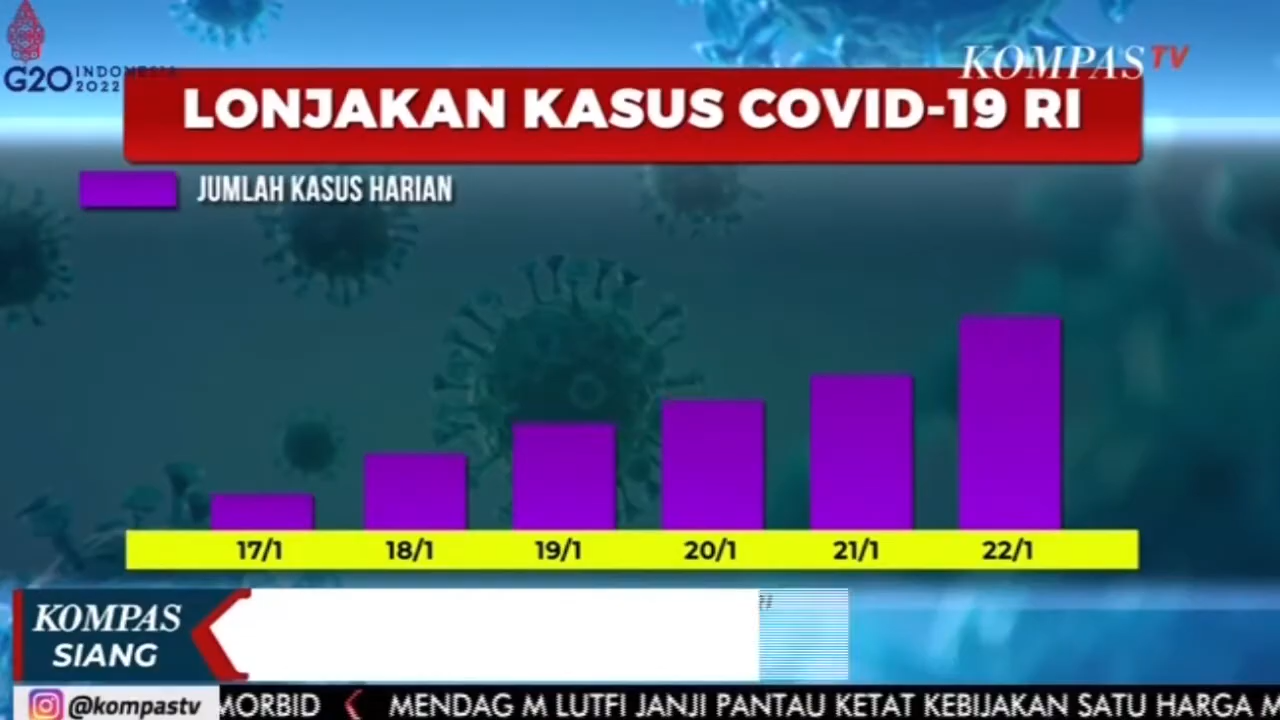 G20 INDONESIA 2022
KOMPAS TV
LONJAKAN KASUS COVID-19 RI
JUMLAH KASUS HARIAN
17/1 18/1 19/1 20/1 21/1 22/1
KOMPAS
SIANG
@kompastv MORBID MENDAG M LUTFI JANJI PANTAU KETAT KEBIJAKAN SATU HARGA M